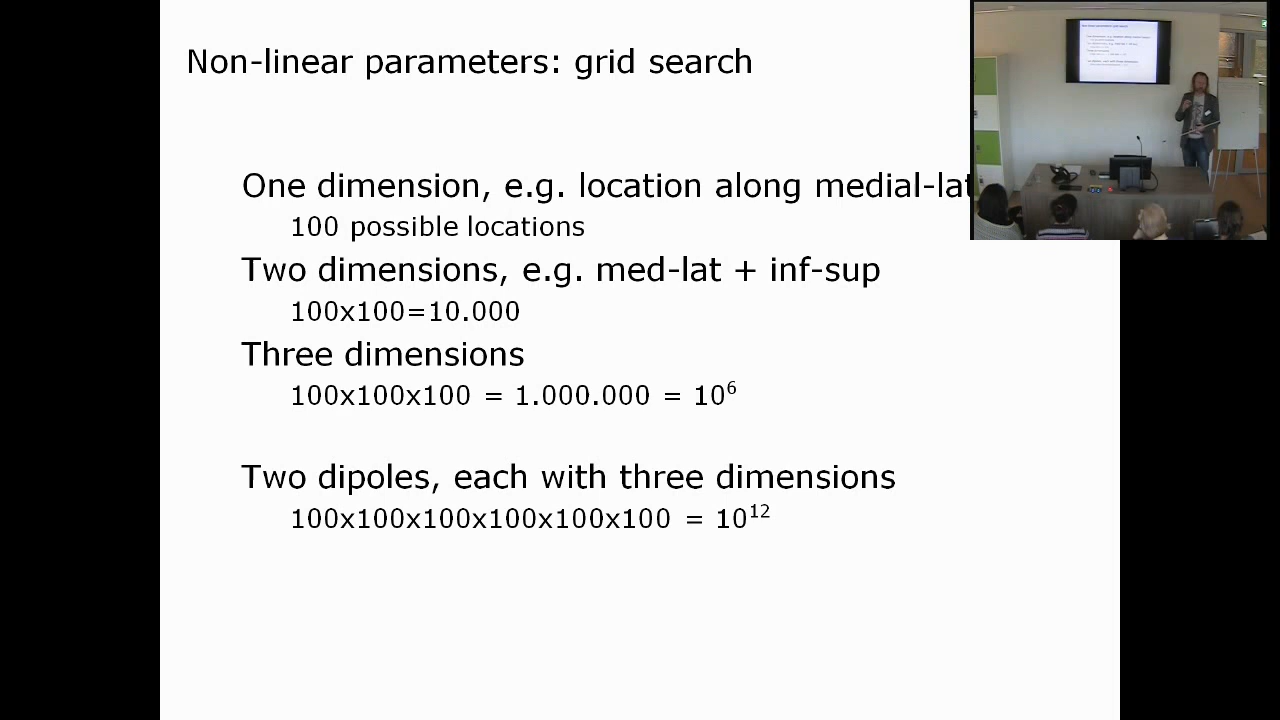 Non-linear parameters: grid search
One dimension, e.g. location along medial-lat
100 possible locations
Two dimensions, e.g. med-lat + inf-sup
100x100=10.000
Three dimensions
100x100x100 = 1.000.000 = 10⁶
Two dipoles, each with three dimensions
100x100x100x100x100x100 = 10¹²